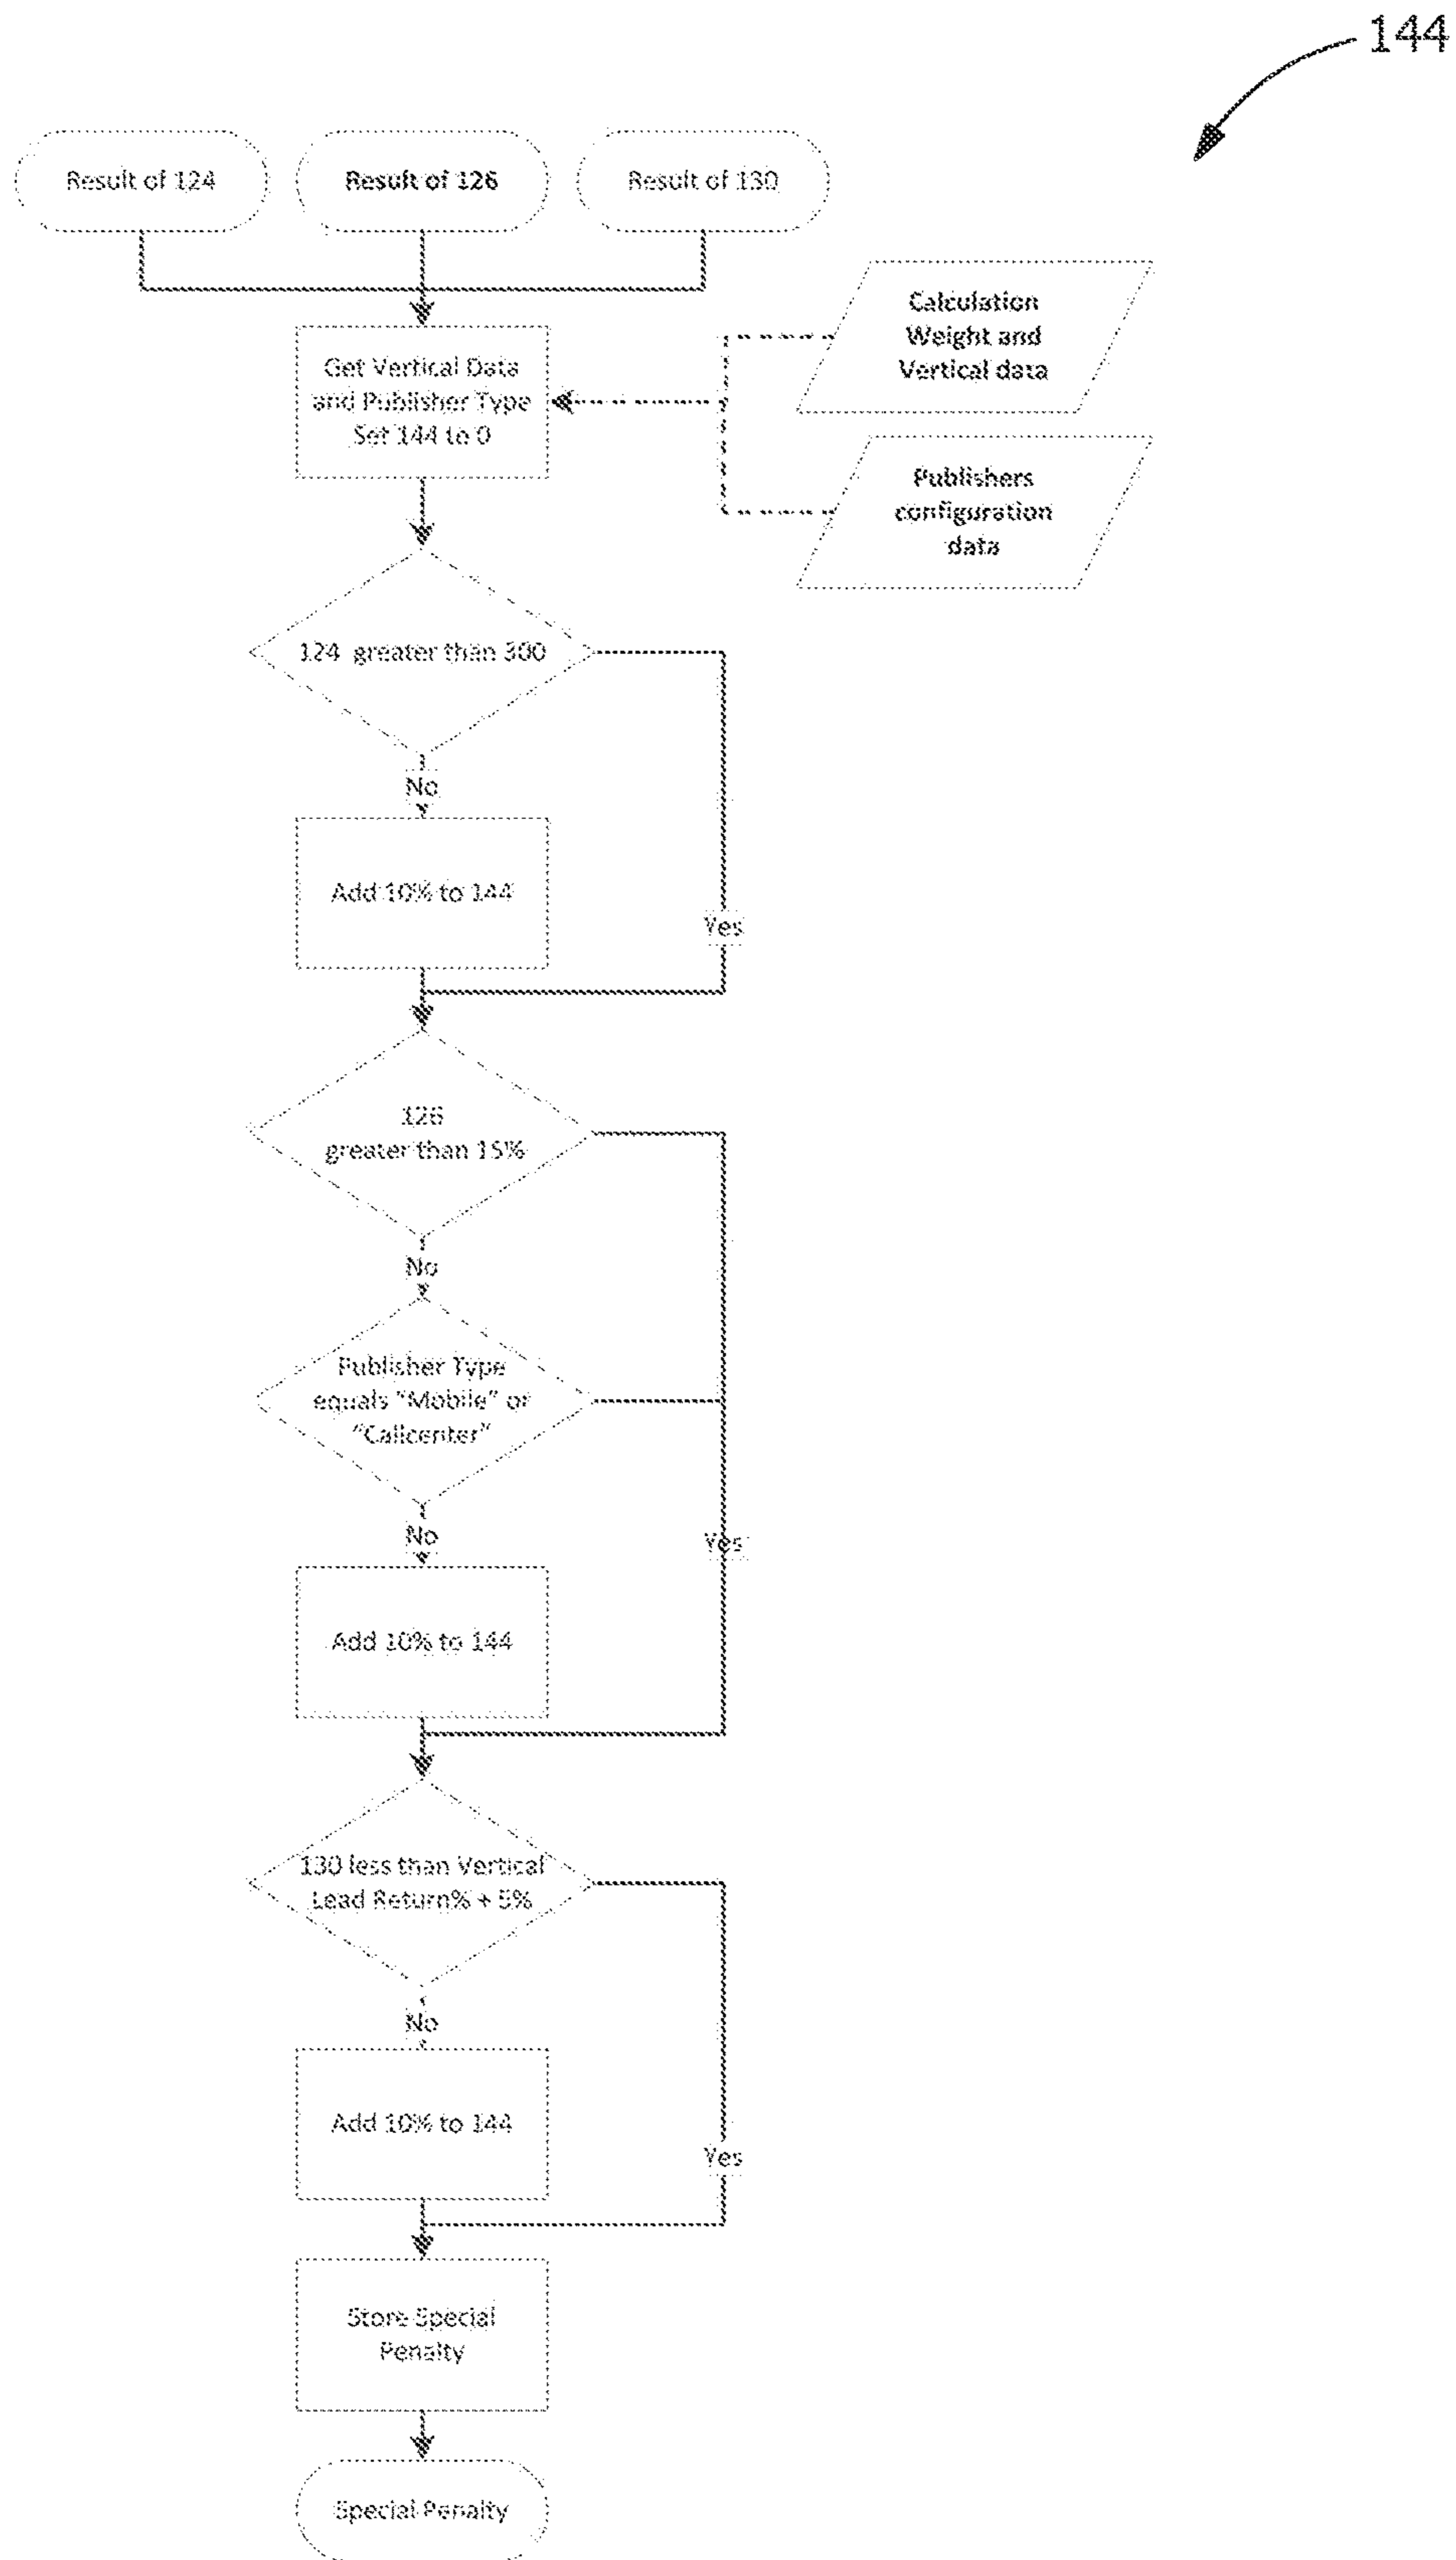 144
Result of 124
Result of 126
Result of 130
Calculation
Weight and
Vertical data
Get Vertical Data
and Publisher Type
Set 144 to 0
Publishers
configuration
data
124 greater than 300
No
Add 10% to 144
Yes
126
greater than 15%
No
Publisher Type
equals “Mobile” or
“Callcenter”
No
Yes
Add 10% to 144
130 less than Vertical
Lead Return% + 5%
No
Add 10% to 144
Yes
Store Special
Penalty
Special Penalty